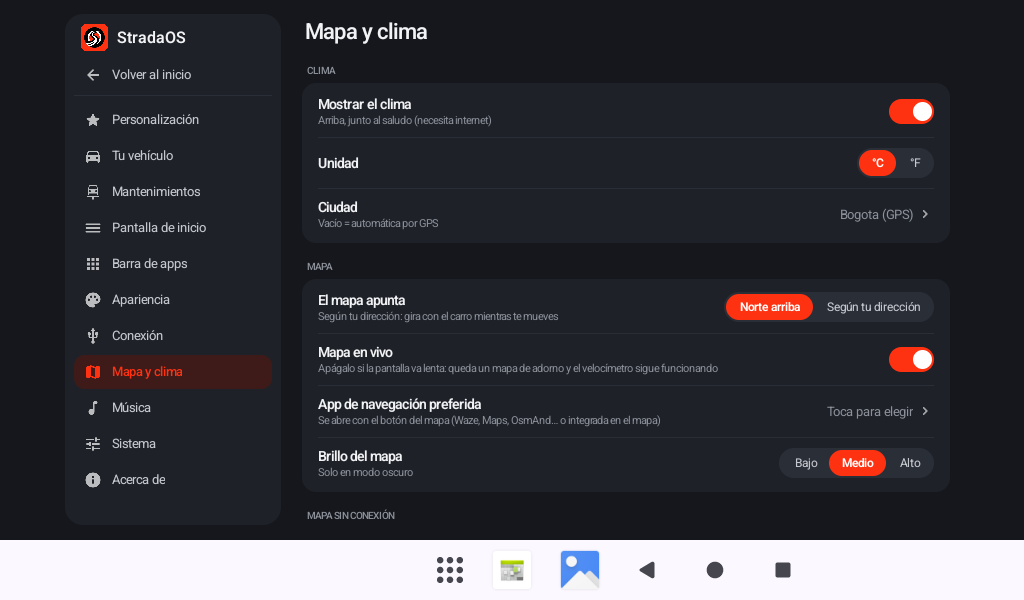 StradaOS
Volver al inicio
Personalización
Tu vehículo
Mantenimientos
Pantalla de inicio
Barra de apps
Apariencia
Conexión
Mapa y clima
Música
Sistema
Acerca de
Mapa y clima
CLIMA
Mostrar el clima
Arriba, junto al saludo (necesita internet)
Unidad
°C °F
Ciudad
Vacío = automática por GPS
Bogota (GPS)
MAPA
El mapa apunta
Según tu dirección: gira con el carro mientras te mueves
Norte arriba Según tu dirección
Mapa en vivo
Apágalo si la pantalla va lenta: queda un mapa de adorno y el velocímetro sigue funcionando
App de navegación preferida
Se abre con el botón del mapa (Waze, Maps, OsmAnd... o integrada en el mapa)
Toca para elegir
Brillo del mapa
Solo en modo oscuro
Bajo Medio Alto
MAPA SIN CONEXIÓN